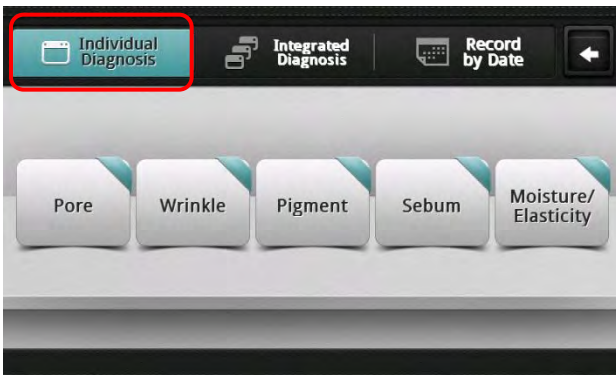 Individual
Diagnosis
Integrated
Diagnosis
Record
by Date
Pore
Wrinkle
Pigment
Sebum
Moisture/
Elasticity